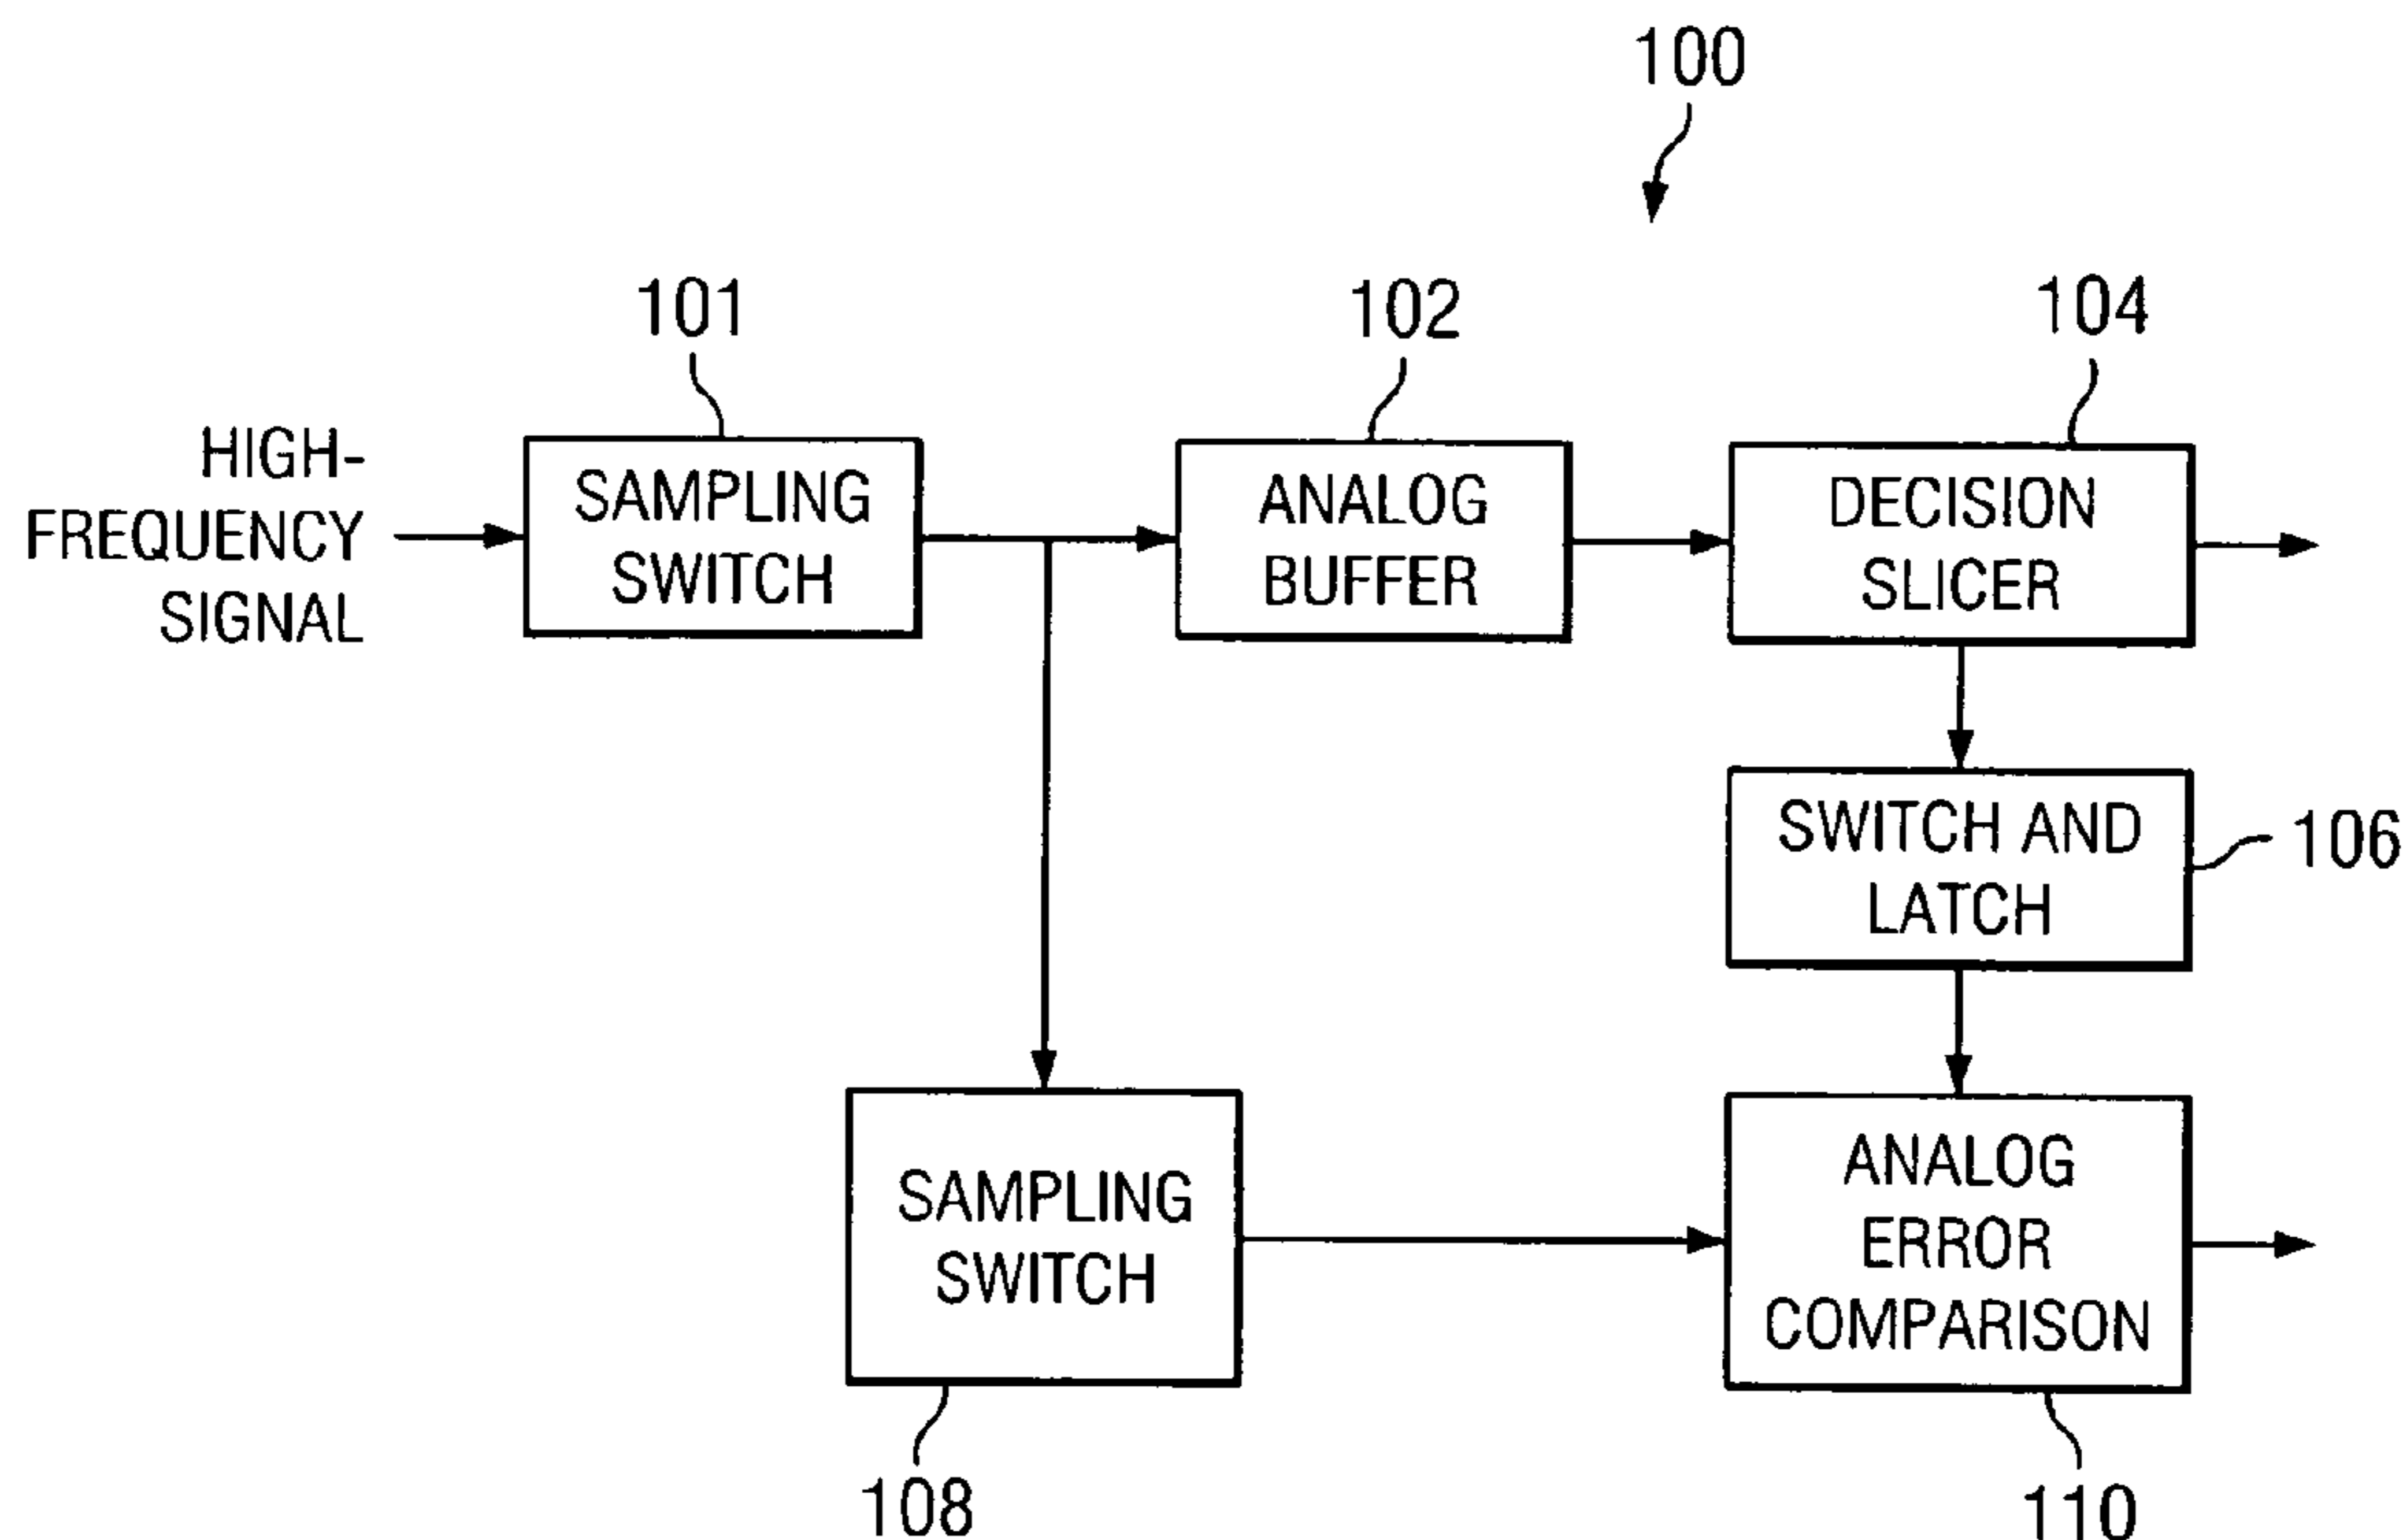 100
101
102
104
HIGH-
FREQUENCY
SIGNAL
SAMPLING
SWITCH
ANALOG
BUFFER
DECISION
SLICER
SWITCH AND
LATCH
106
SAMPLING
SWITCH
ANALOG
ERROR
COMPARISON
108
110